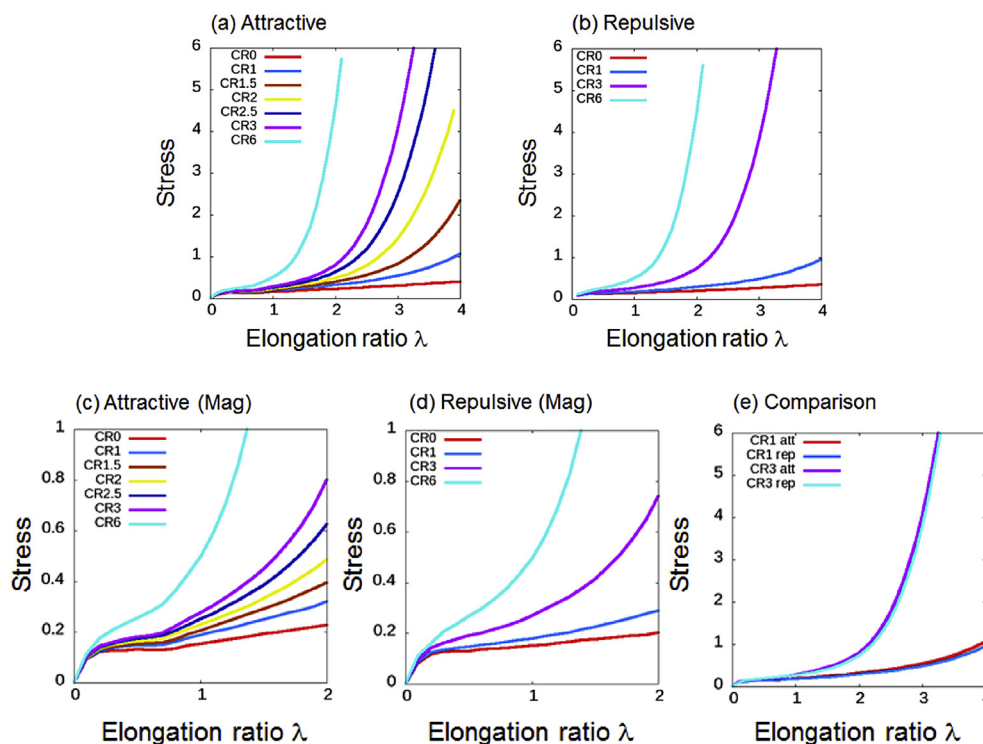 (a) Attractive
(b) Repulsive
6
5
4
3
2
1
0
CR0
CR1
CR1.5
CR2
CR2.5
CR3
CR6
Stress
0 1 2 3 4
Elongation ratio λ
6
5
4
3
2
1
0
CR0
CR1
CR3
CR6
Stress
0 1 2 3 4
Elongation ratio λ
(c) Attractive (Mag)
(d) Repulsive (Mag)
(e) Comparison
1
0.8
0.6
0.4
0.2
0
CR0
CR1
CR1.5
CR2
CR2.5
CR3
CR6
Stress
0 1 2
Elongation ratio λ
1
0.8
0.6
0.4
0.2
0
CR0
CR1
CR3
CR6
Stress
0 1 2
Elongation ratio λ
6
5
4
3
2
1
0
CR1 att
CR1 rep
CR3 att
CR3 rep
Stress
0 1 2 3
Elongation ratio λ